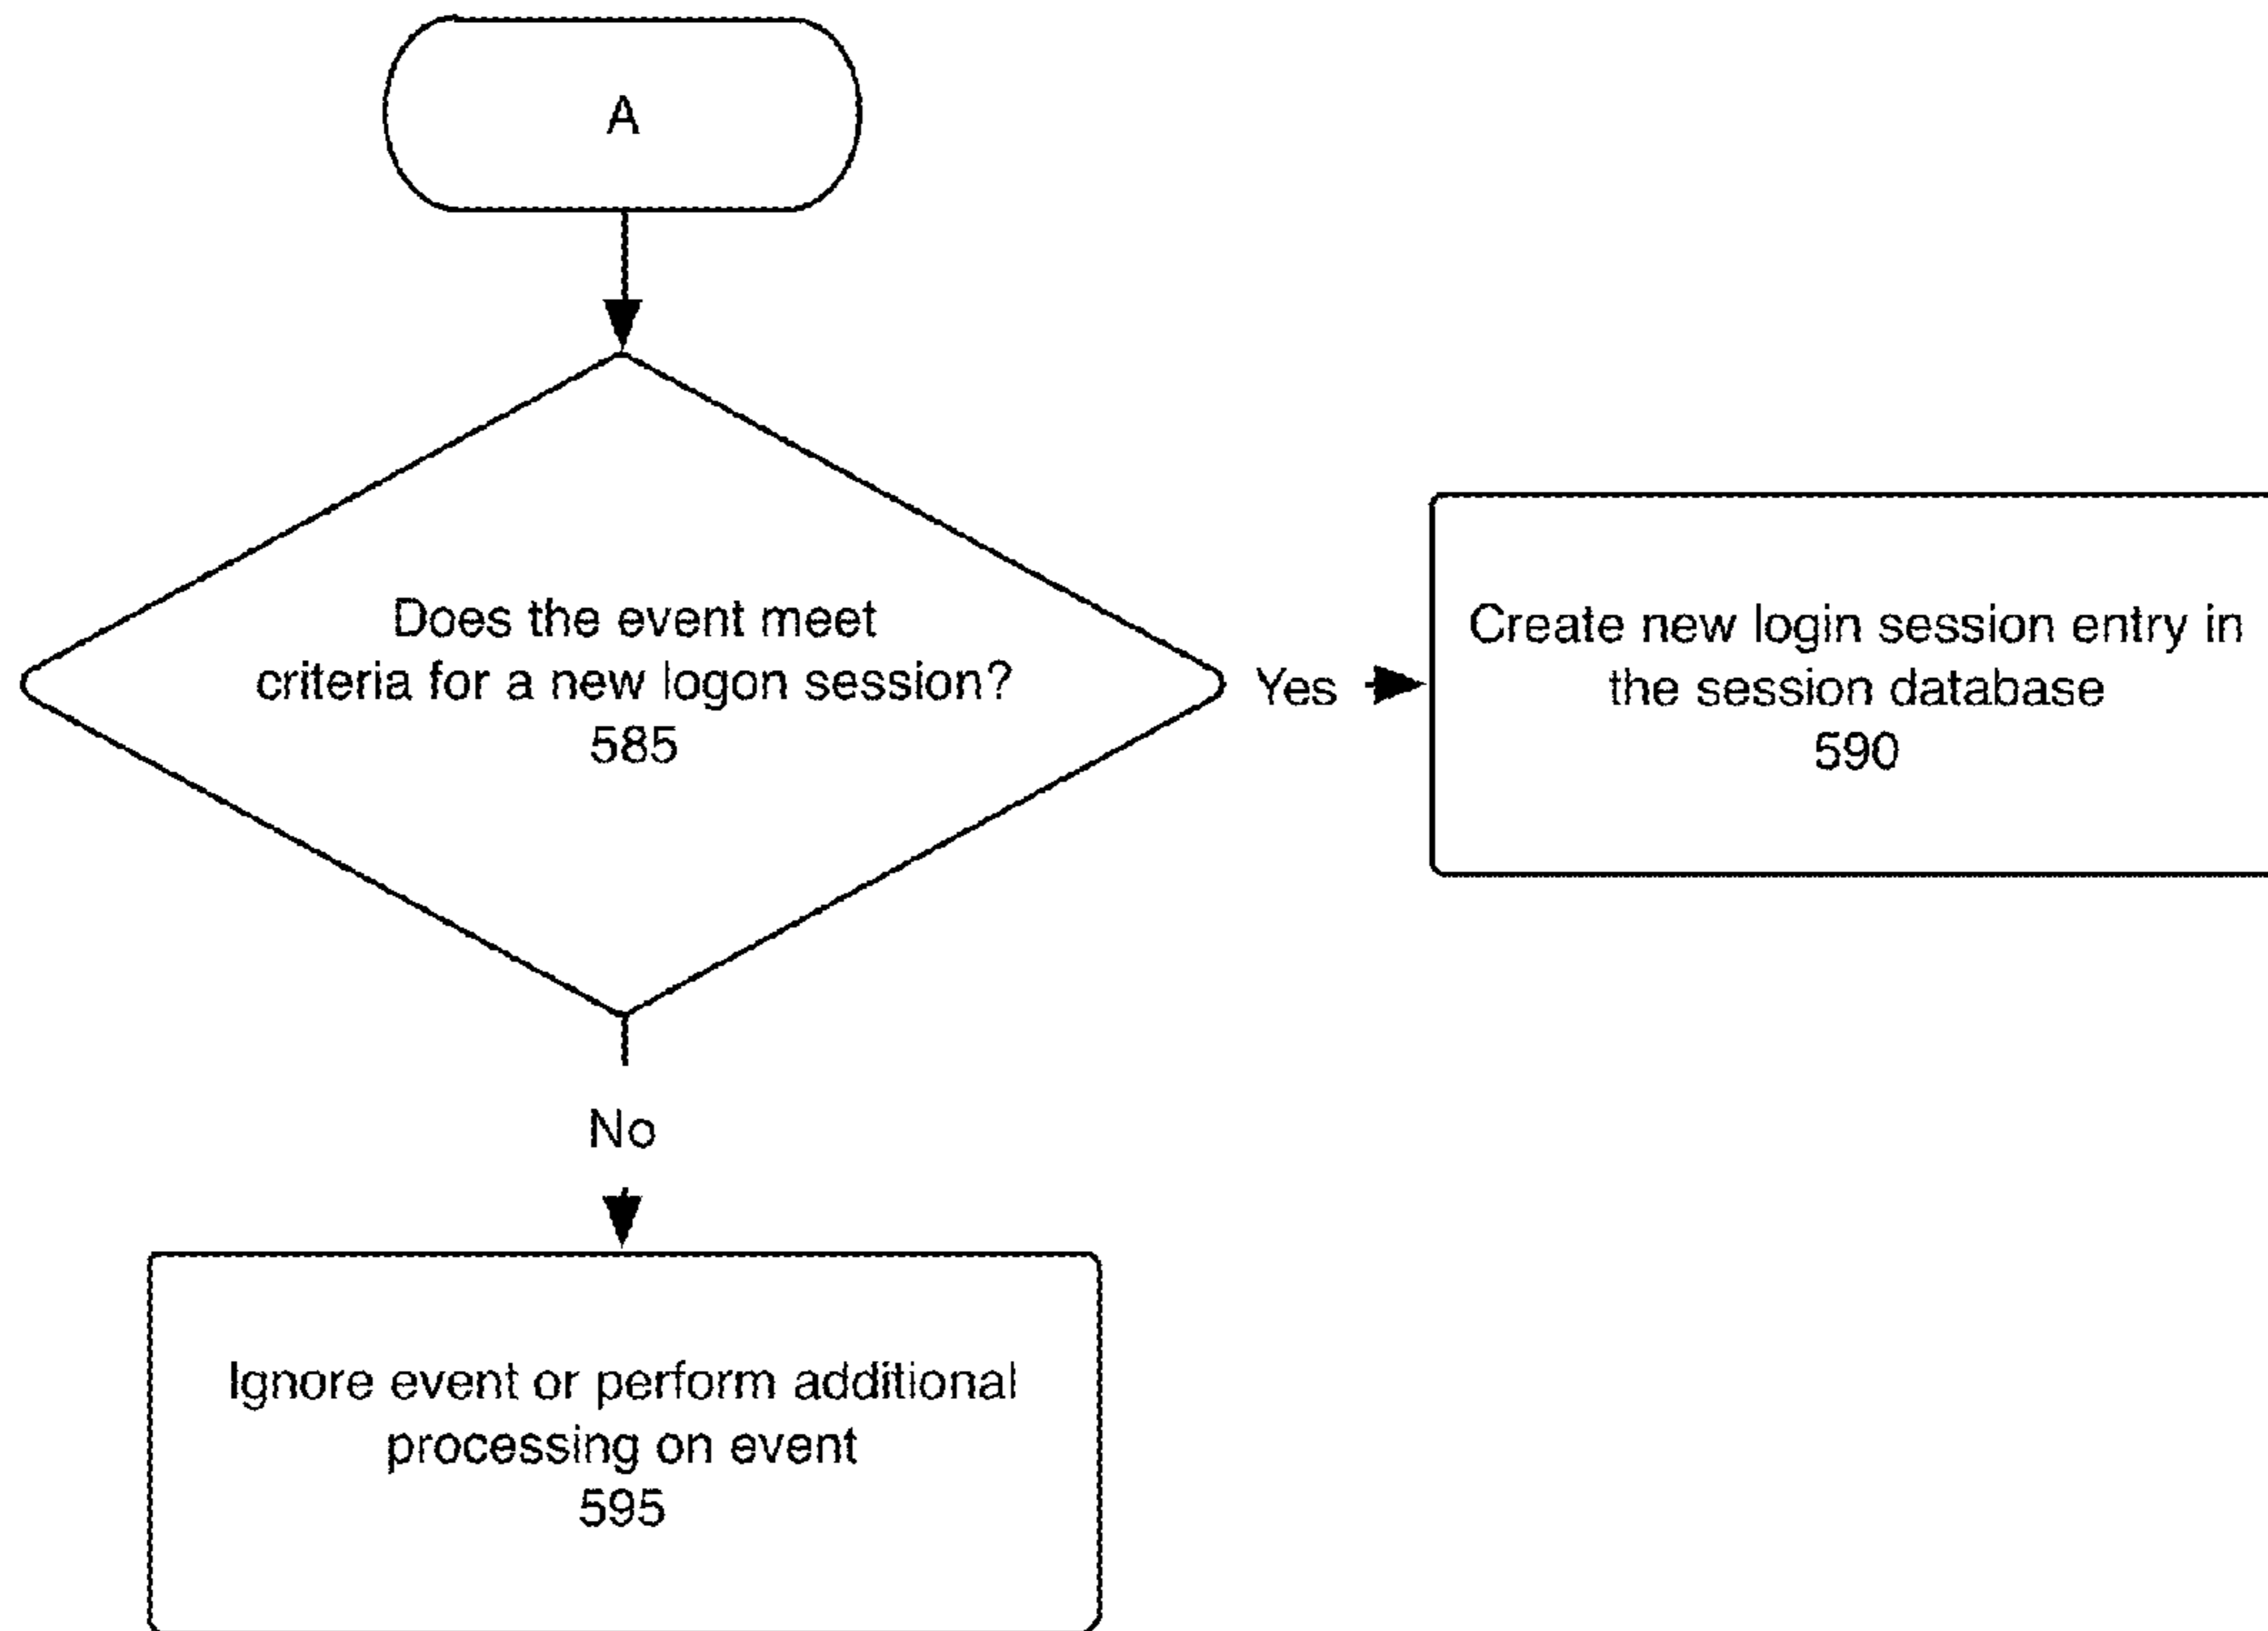 A
Does the event meet
criteria for a new logon session?
585
Yes
Create new login session entry in
the session database
590
No
Ignore event or perform additional
processing on event
595